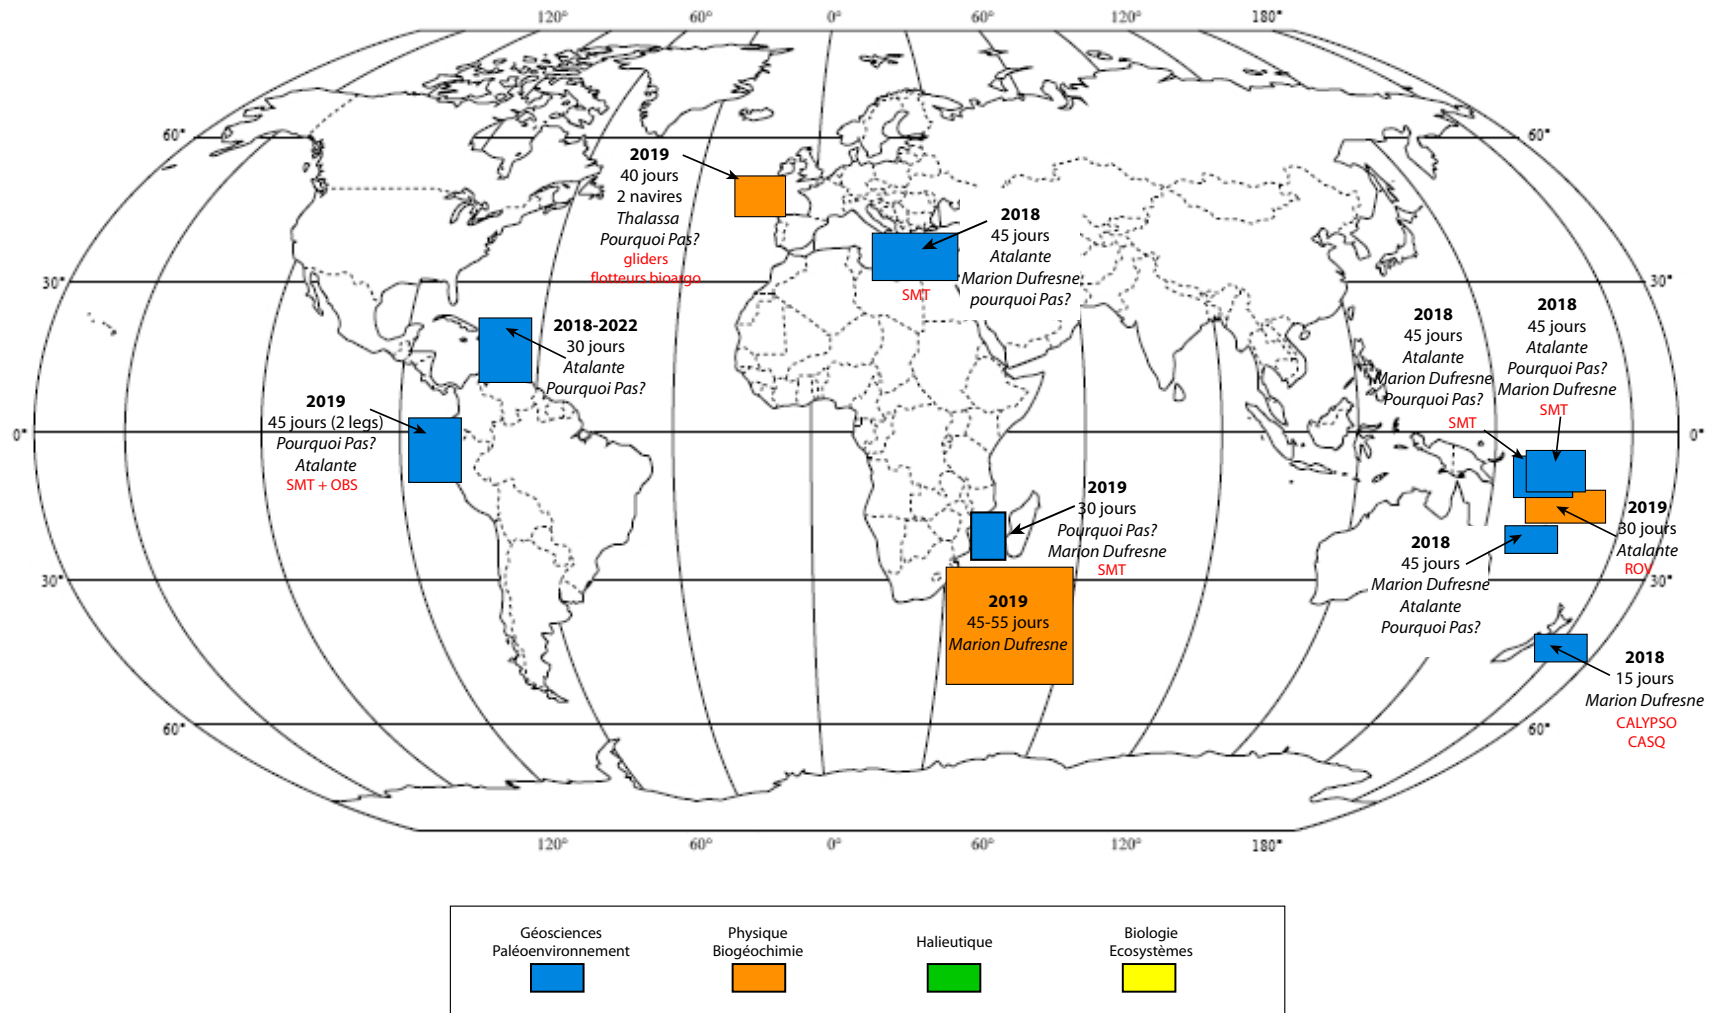 120°
60°
0°
60°
120°
180°
60°
60°
30°
30°
0°
0°
30°
30°
60°
60°
2019
40 jours
2 navires
Thalassa
Pourquoi Pas?
gliders
flotteurs bioargo
2018
45 jours
Atalante
Marion Dufresne
pourquoi Pas?
SMT
2018-2022
30 jours
Atalante
Pourquoi Pas?
2019
45 jours (2 legs)
Pourquoi Pas?
Atalante
SMT + OBS
2018
45 jours
Atalante
Marion Dufresne
Pourquoi Pas?
SMT
2018
45 jours
Atalante
Pourquoi Pas?
Marion Dufresne
SMT
2019
30 jours
Pourquoi Pas?
Marion Dufresne
SMT
2019
45-55 jours
Marion Dufresne
2018
45 jours
Marion Dufresne
Atalante
Pourquoi Pas?
2019
30 jours
Atalante
ROV
2018
15 jours
Marion Dufresne
CALYPSO
CASQ
120°
60°
0°
60°
120°
180°
Géosciences
Paléoenvironnement
Physique
Biogéochimie
Halieutique
Biologie
Ecosystèmes